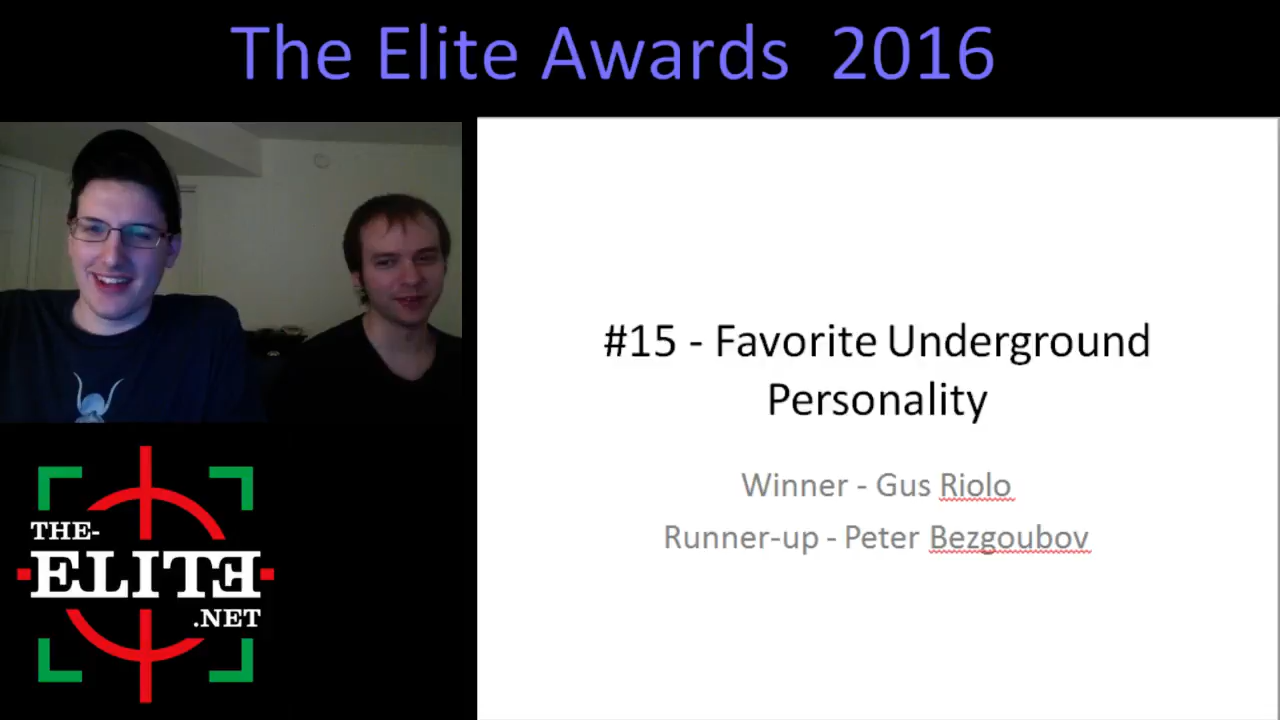 The Elite Awards 2016
#15 - Favorite Underground
Personality
Winner - Gus Riolo
Runner-up - Peter Bezgoubov
THE-
ELITE
.NET